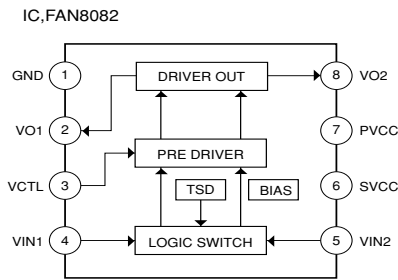 IC,FAN8082
GND 1 DRIVER OUT 8 VO2
VO1 2 7 PVCC
PRE DRIVER
VCTL 3 TSD BIAS 6 SVCC
VIN1 4 LOGIC SWITCH 5 VIN2